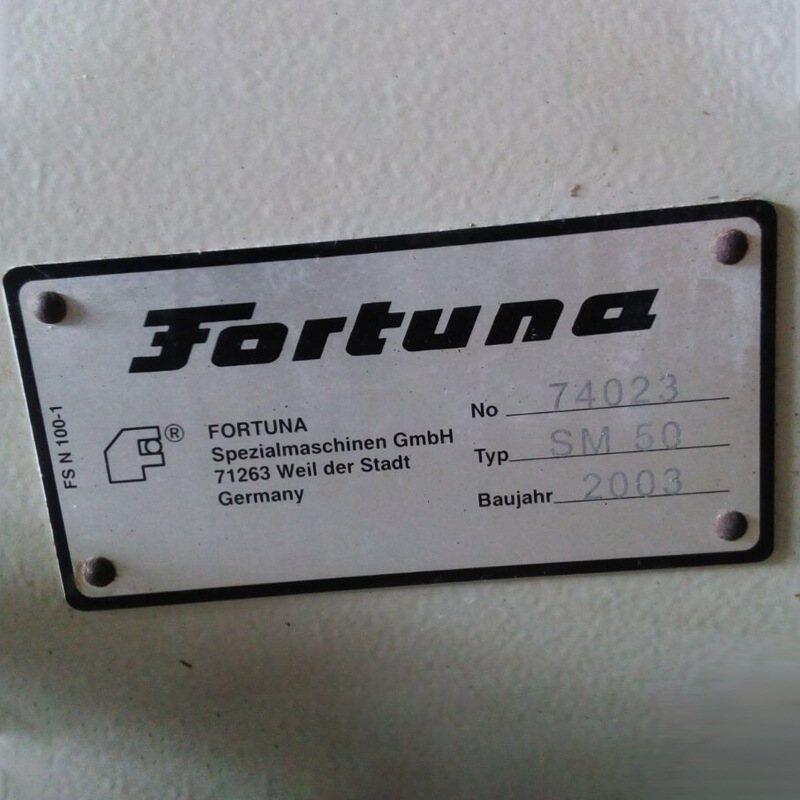 Fortuna
FS N 100-1
®
FORTUNA
Spezialmaschinen GmbH
71263 Weil der Stadt
Germany
No 74023
Typ SM 50
Baujahr 2003